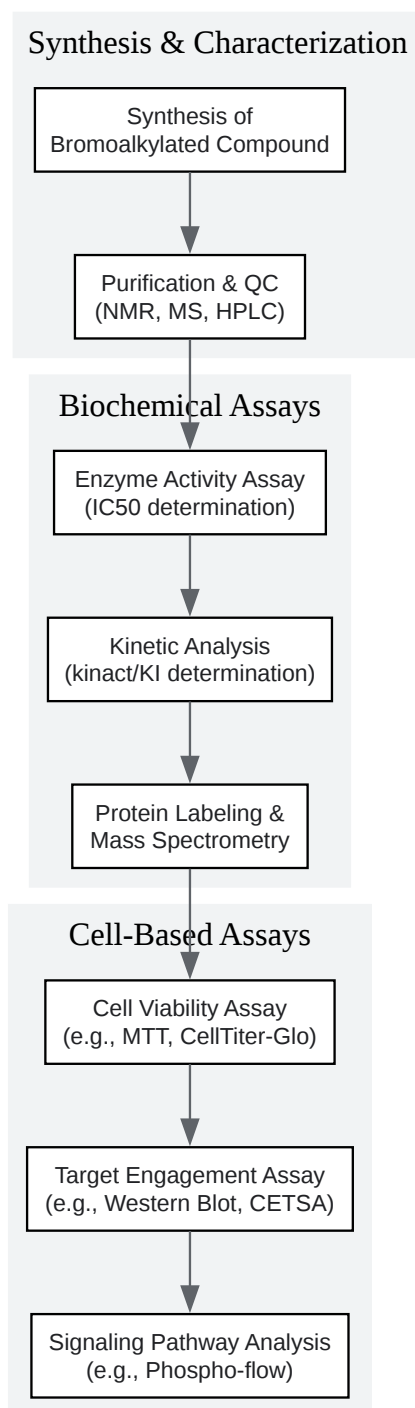 Synthesis & Characterization
Synthesis of
Bromoalkylated Compound
Purification & QC
(NMR, MS, HPLC)
Biochemical Assays
Enzyme Activity Assay
(IC50 determination)
Kinetic Analysis
(kinact/KI determination)
Protein Labeling &
Mass Spectrometry
Cell-Based Assays
Cell Viability Assay
(e.g., MTT, CellTiter-Glo)
Target Engagement Assay
(e.g., Western Blot, CETSA)
Signaling Pathway Analysis
(e.g., Phospho-flow)